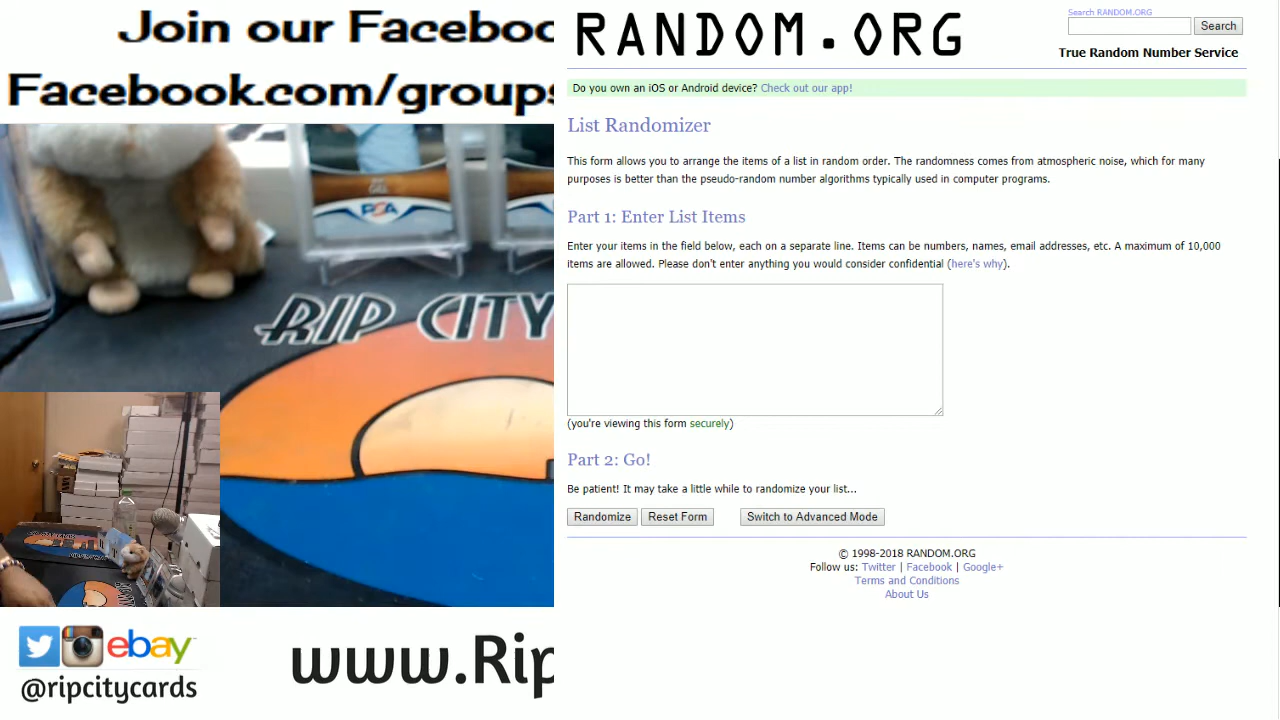 Join our Faceboo
Facebook.com/groups
PSA
RIP CITY
@ripcitycards
ebay
www.Rip
RANDOM.ORG
Search RANDOM.ORG
Search
True Random Number Service
Do you own an iOS or Android device? Check out our app!
List Randomizer
This form allows you to arrange the items of a list in random order. The randomness comes from atmospheric noise, which for many
purposes is better than the pseudo-random number algorithms typically used in computer programs.
Part 1: Enter List Items
Enter your items in the field below, each on a separate line. Items can be numbers, names, email addresses, etc. A maximum of 10,000
items are allowed. Please don't enter anything you would consider confidential (here's why).
(you're viewing this form securely)
Part 2: Go!
Be patient! It may take a little while to randomize your list...
Randomize Reset Form Switch to Advanced Mode
© 1998-2018 RANDOM.ORG
Follow us: Twitter | Facebook | Google+
Terms and Conditions
About Us